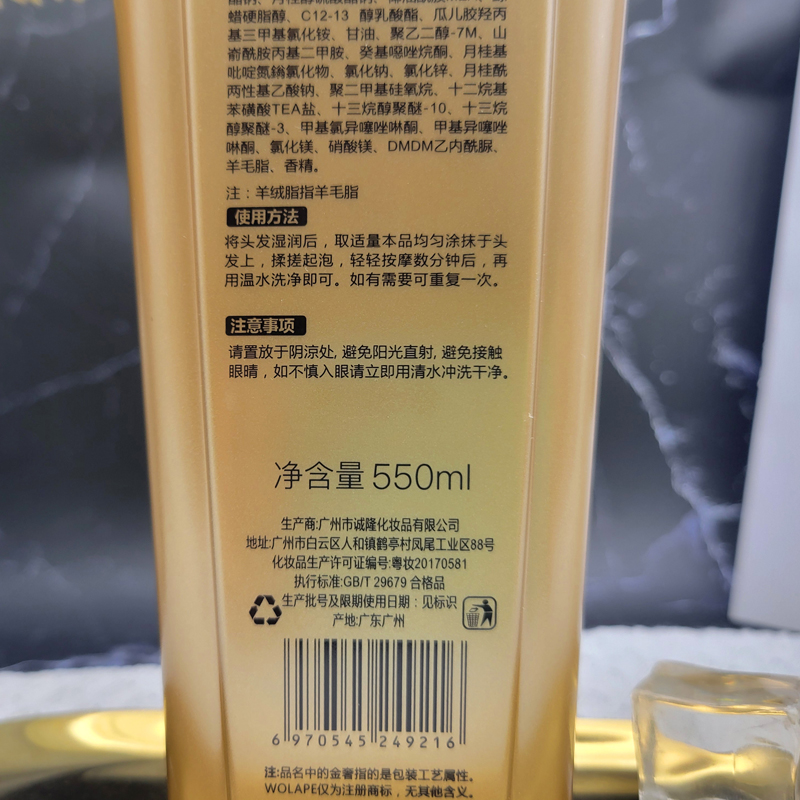 蜡硬脂醇、C12-13 醇乳酸酯、瓜儿胶羟丙
基三甲基氯化铵、甘油、聚乙二醇-7M、山
嵛酰胺丙基二甲胺、癸基噁唑烷酮、月桂基
吡啶氮鎓氯化物、氯化钠、氯化锌、月桂酰
两性基乙酸钠、聚二甲基硅氧烷、十二烷基
苯磺酸TEA盐、十三烷醇聚醚-10、十三烷
醇聚醚-3、甲基氯异噻唑啉酮、甲基异噻唑
啉酮、氯化镁、硝酸镁、DMDM乙内酰脲、
羊毛脂、香精。
注：羊绒脂指羊毛脂
使用方法
将头发湿润后，取适量本品均匀涂抹于头
发上，揉搓起泡，轻轻按摩数分钟后，再
用温水洗净即可。如有需要可重复一次。
注意事项
请置放于阴凉处, 避免阳光直射, 避免接触
眼睛，如不慎入眼请立即用清水冲洗干净。
净含量 550ml
生产商:广州市诚隆化妆品有限公司
地址:广州市白云区人和镇鹤亭村凤尾工业区88号
化妆品生产许可证编号:粤妆20170581
执行标准:GB/T 29679 合格品
生产批号及限期使用日期：见标识
产地:广东广州
6 970545 249216
注:品名中的金奢指的是包装工艺属性。
WOLAPE仅为注册商标，无其他含义。